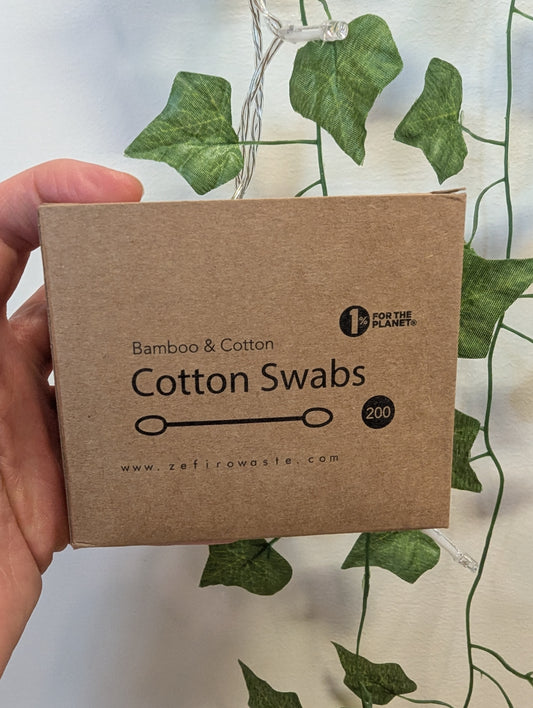 1%
FOR THE
PLANET®
Bamboo & Cotton
Cotton Swabs
200
www.zefirowaste.com